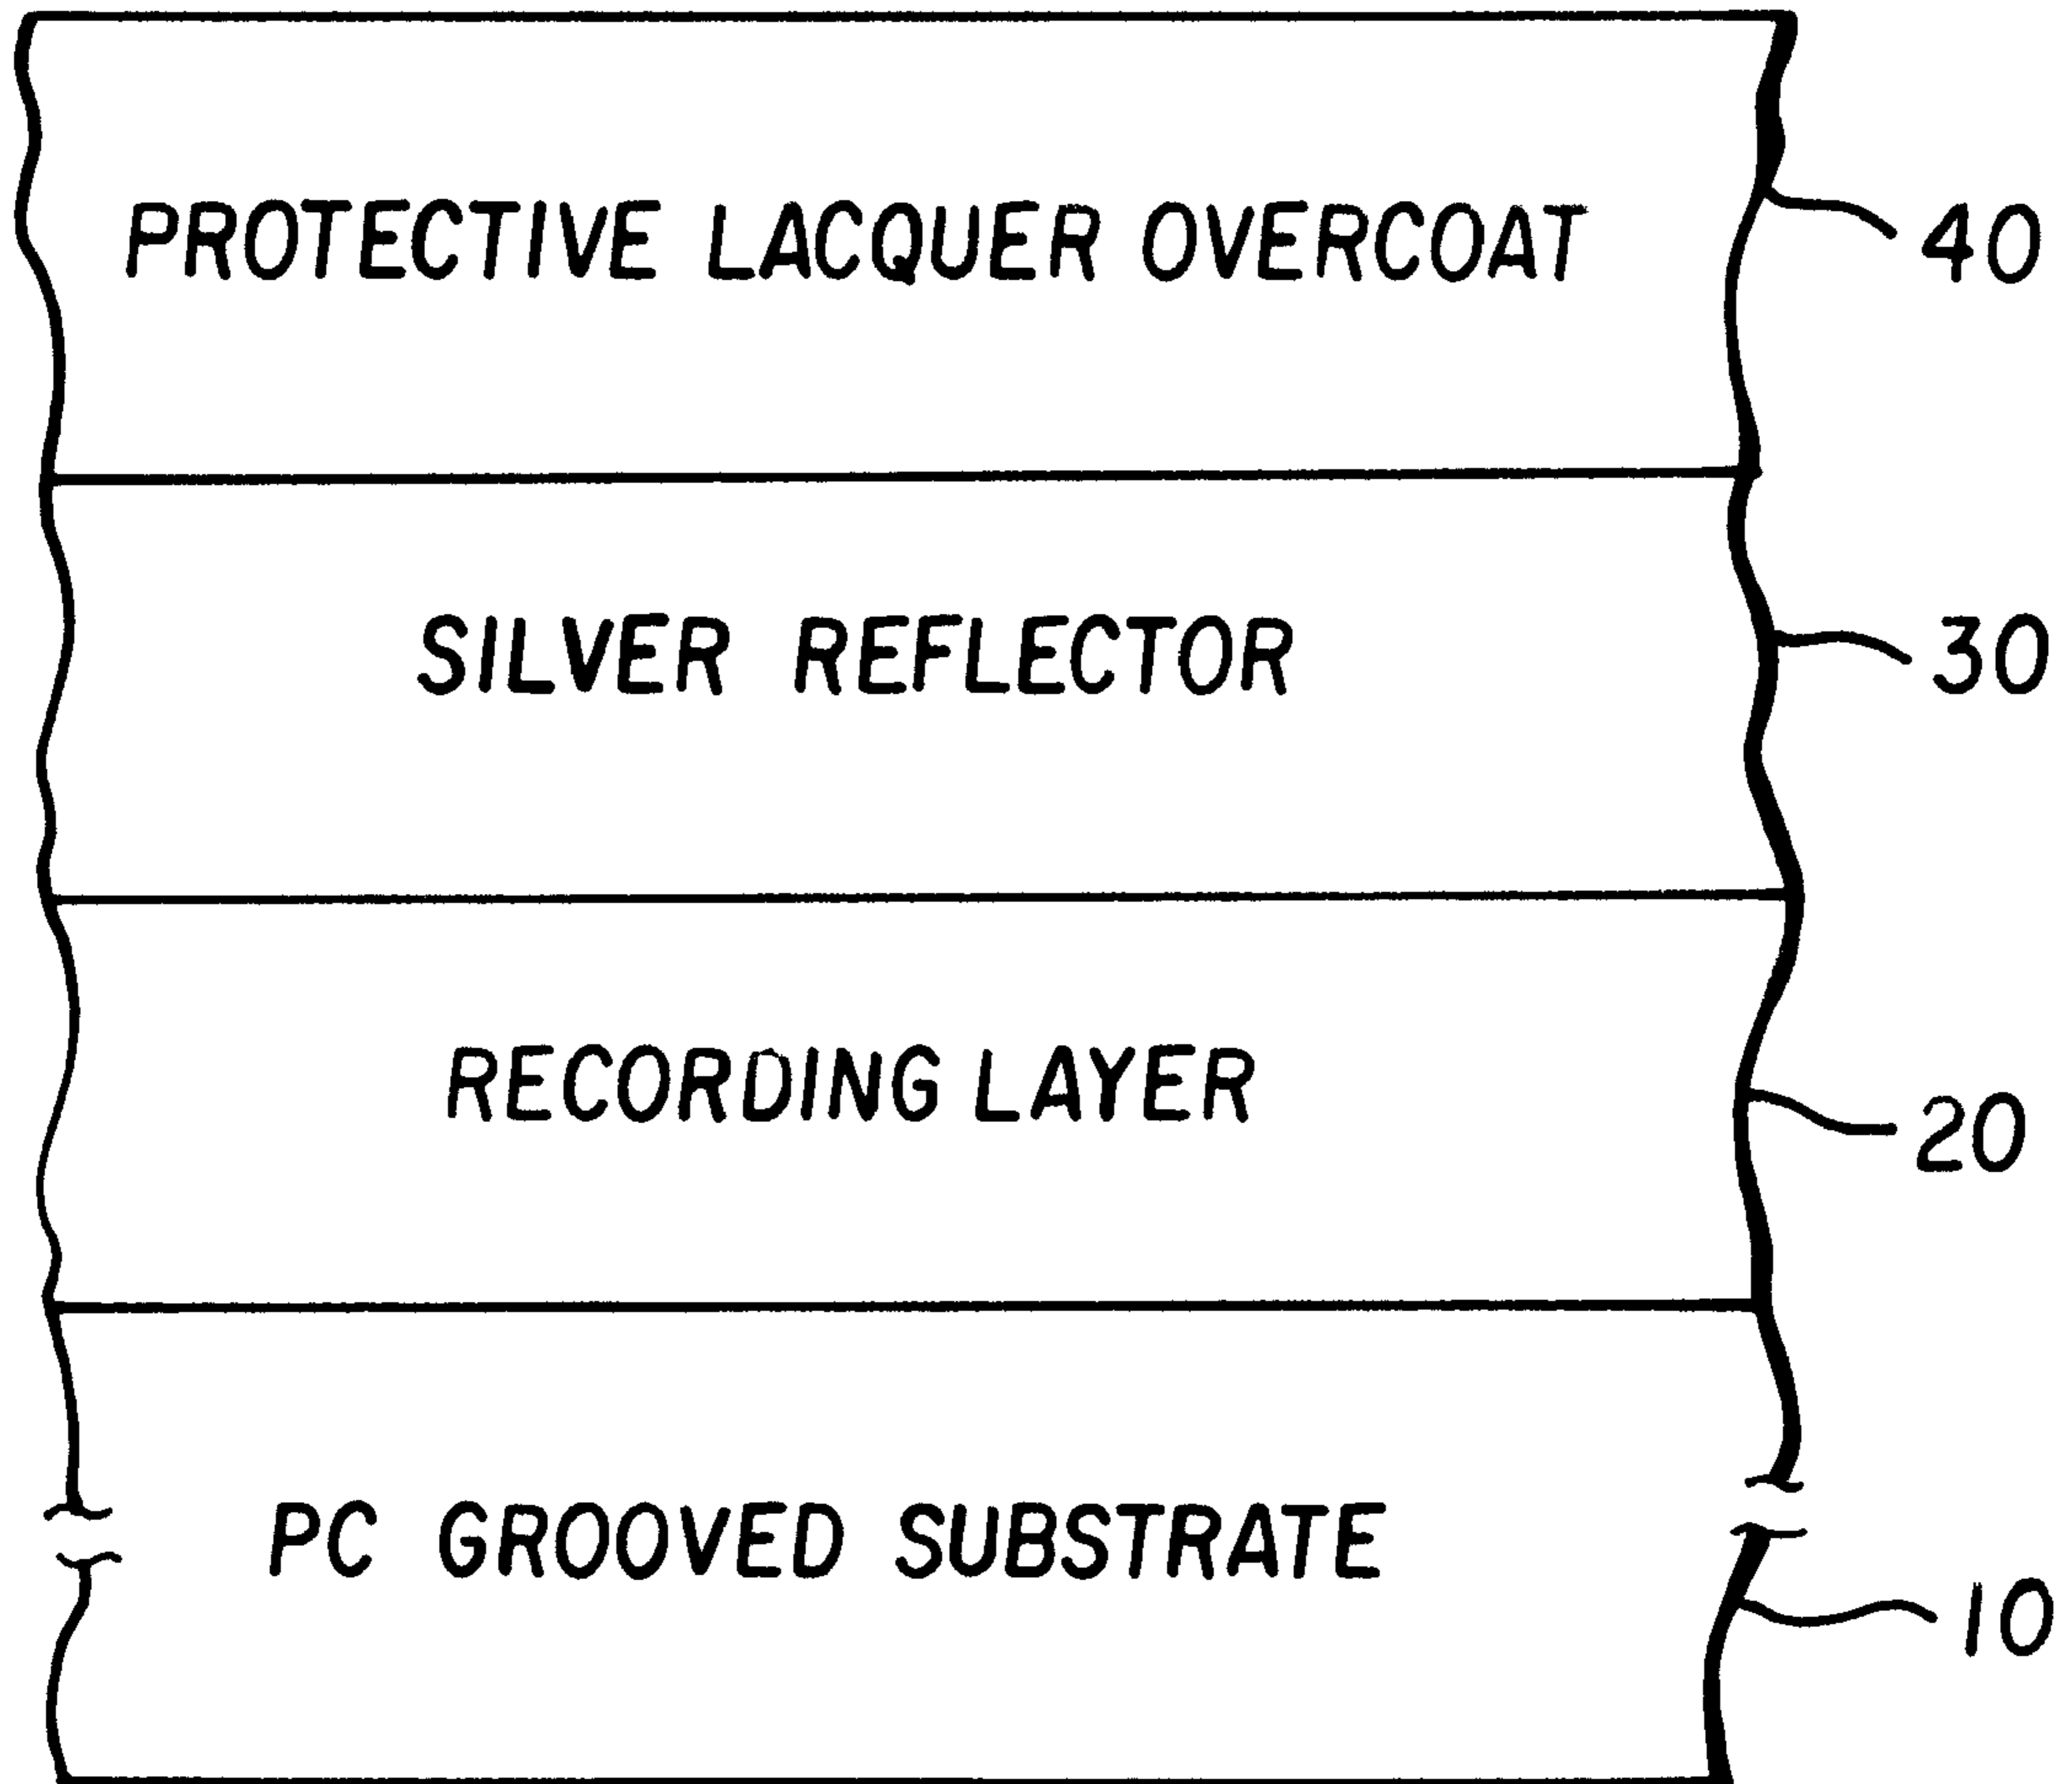 PROTECTIVE LACQUER OVERCOAT
40
SILVER REFLECTOR
30
RECORDING LAYER
20
PC GROOVED SUBSTRATE
10